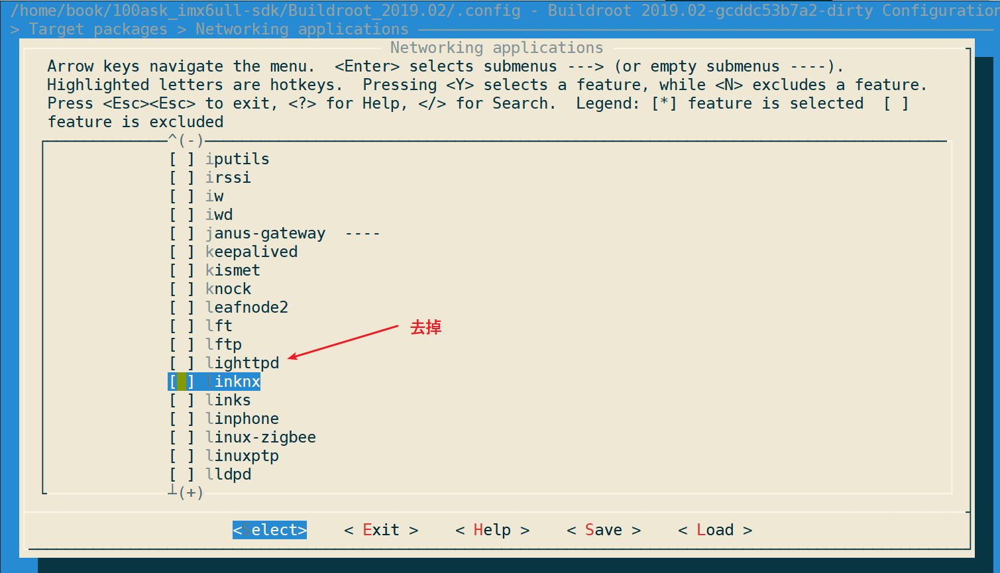 /home/book/100ask_imx6ull-sdk/Buildroot_2019.02/.config - Buildroot 2019.02-gcddc53b7a2-dirty Configuration
> Target packages > Networking applications
Networking applications
Arrow keys navigate the menu.  <Enter> selects submenus ---> (or empty submenus ----).
Highlighted letters are hotkeys.  Pressing <Y> selects a feature, while <N> excludes a feature.
Press <Esc><Esc> to exit, <?> for Help, </> for Search.  Legend: [*] feature is selected  [ ]
feature is excluded
^(-)
[ ] iputils
[ ] irssi
[ ] iw
[ ] iwd
[ ] janus-gateway  ----
[ ] keepalived
[ ] kismet
[ ] knock
[ ] leafnode2
[ ] lft
去掉
[ ] lftp
[ ] lighttpd
[ ] linknx
[ ] links
[ ] linphone
[ ] linux-zigbee
[ ] linuxptp
[ ] lldpd
┴(+)
<Select>    < Exit >    < Help >    < Save >    < Load >